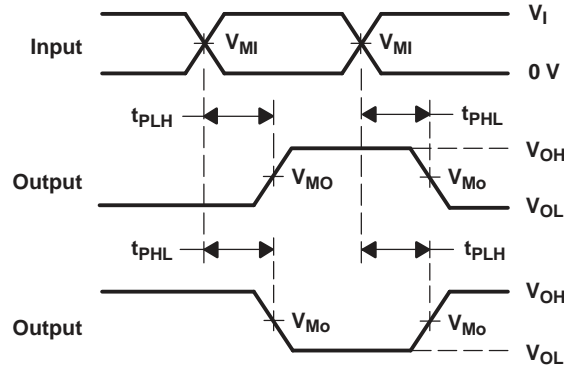 V_I
Input V_MI V_MI
0 V
t_PLH t_PHL
V_OH
Output V_MO V_Mo
V_OL
t_PHL t_PLH
V_OH
Output V_Mo V_Mo
V_OL